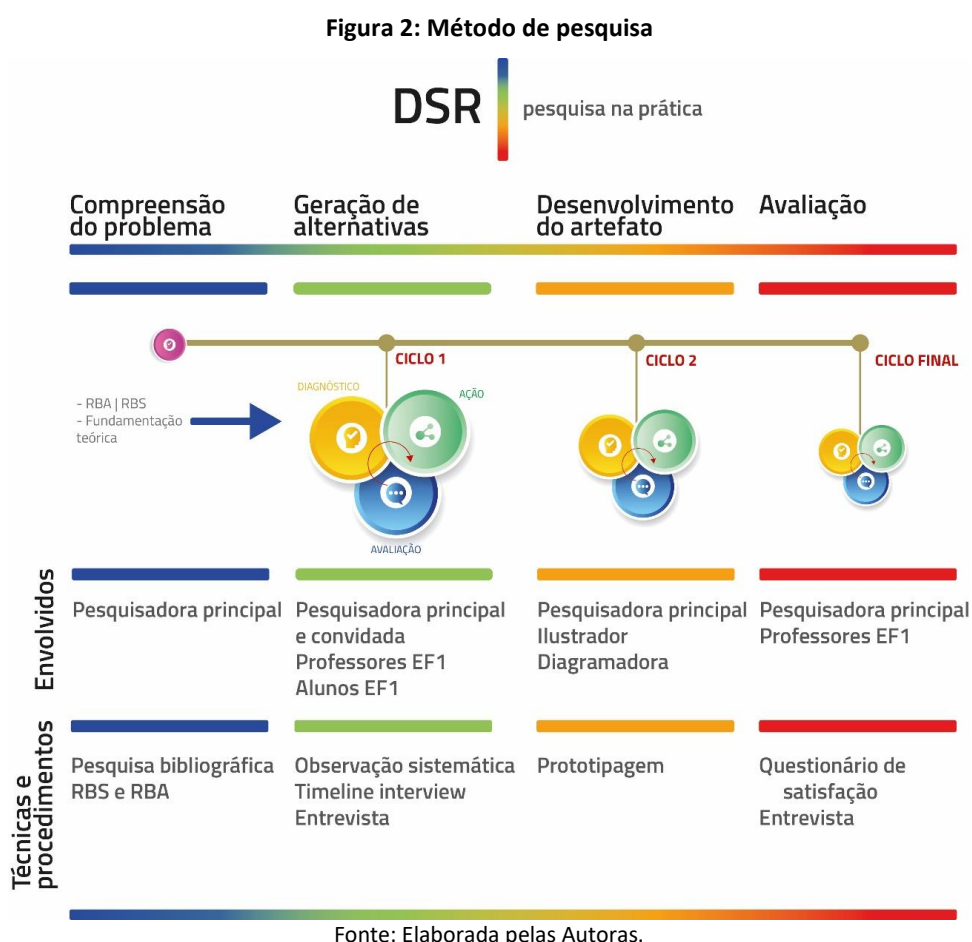 Figura 2: Método de pesquisa
DSR
pesquisa na prática
Compreensão
do problema
Geração de
alternativas
Desenvolvimento
do artefato
Avaliação
CICLO 1
CICLO 2
CICLO FINAL
DIAGNÓSTICO
AÇÃO
- RBA | RBS
- Fundamentação
teórica
AVALIAÇÃO
Envolvidos
Pesquisadora principal
Pesquisadora principal
e convidada
Professores EF1
Alunos EF1
Pesquisadora principal
Ilustrador
Diagramadora
Pesquisadora principal
Professores EF1
Técnicas e
procedimentos
Pesquisa bibliográfica
RBS e RBA
Observação sistemática
Timeline interview
Entrevista
Prototipagem
Questionário de
satisfação
Entrevista
Fonte: Elaborada pelas Autoras.